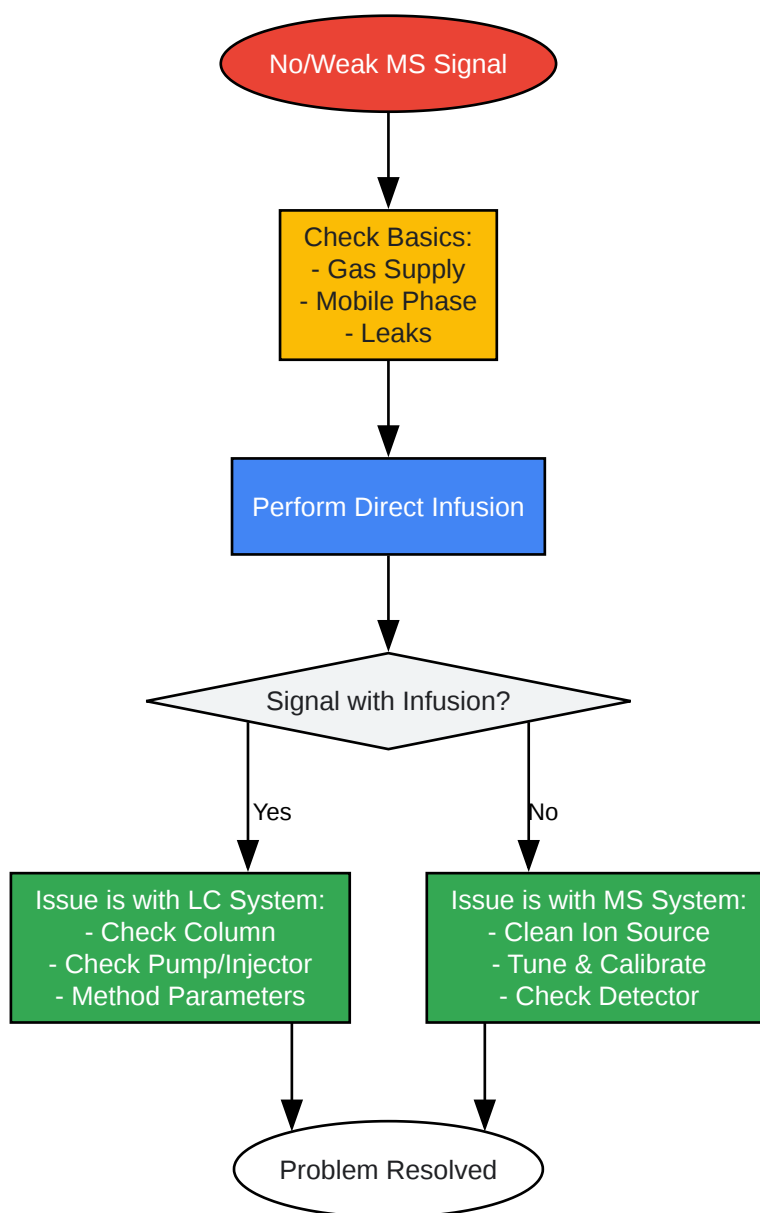 No/Weak MS Signal
Check Basics:
- Gas Supply
- Mobile Phase
- Leaks
Perform Direct Infusion
Signal with Infusion?
Yes
No
Issue is with LC System:
- Check Column
- Check Pump/Injector
- Method Parameters
Issue is with MS System:
- Clean Ion Source
- Tune & Calibrate
- Check Detector
Problem Resolved